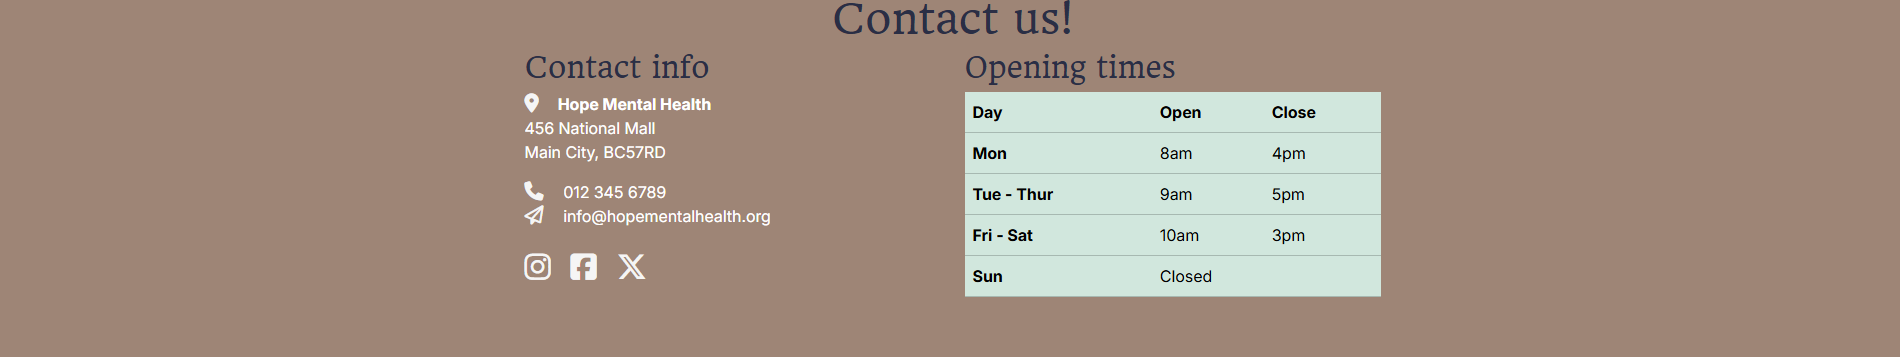 Contact us!
Contact info
Hope Mental Health
456 National Mall
Main City, BC57RD
012 345 6789
info@hopementalhealth.org
Opening times
Day Open Close
Mon 8am 4pm
Tue - Thur 9am 5pm
Fri - Sat 10am 3pm
Sun Closed